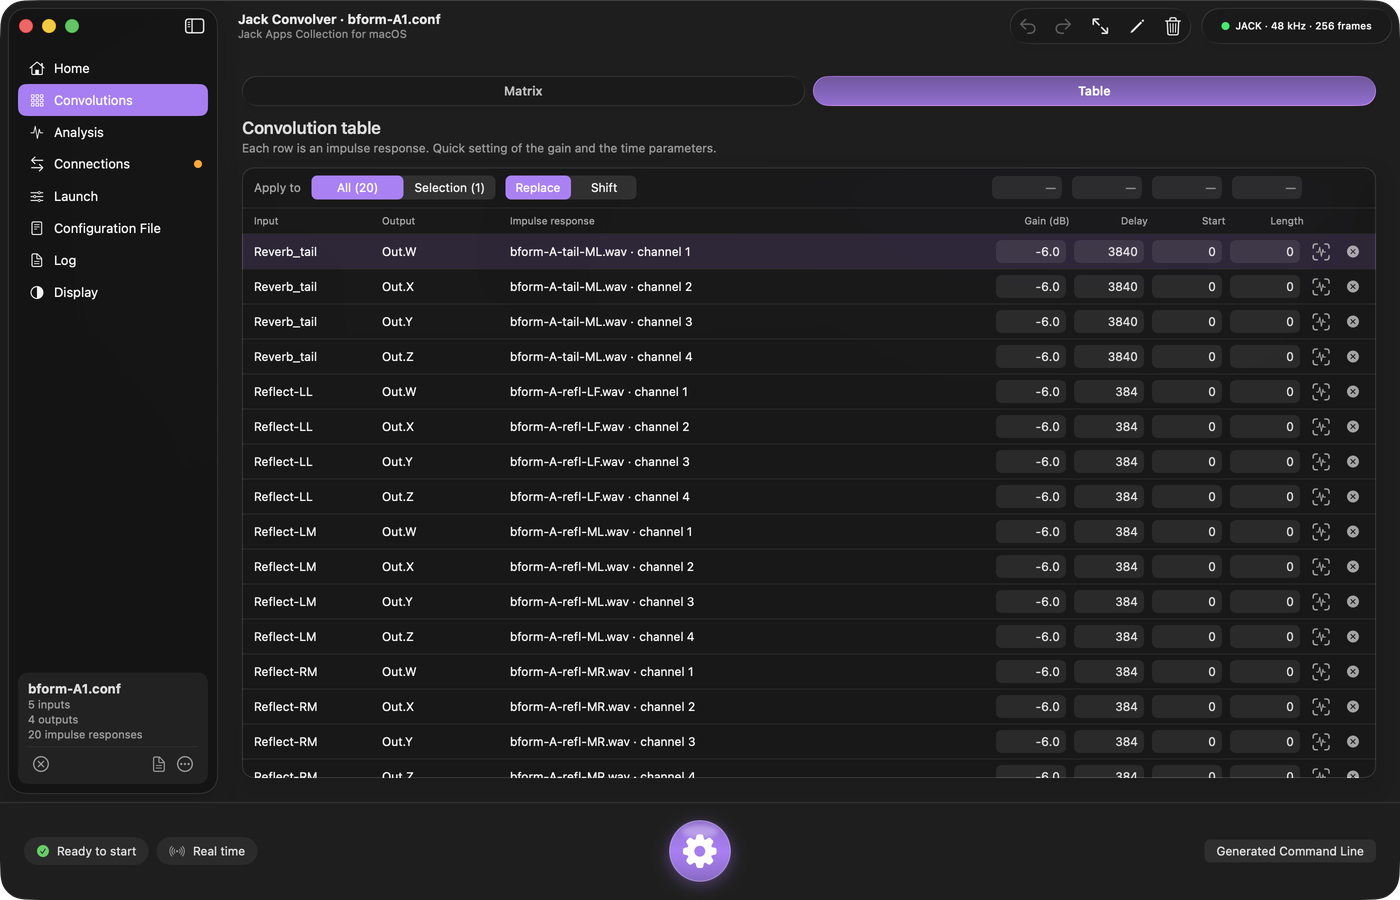 Jack Convolver · bform-A1.conf
Jack Apps Collection for macOS
JACK · 48 kHz · 256 frames
Home
Convolutions
Analysis
Connections
Launch
Configuration File
Log
Display
Matrix
Table
Convolution table
Each row is an impulse response. Quick setting of the gain and the time parameters.
Apply to All (20) Selection (1) Replace Shift — — — —
Input Output Impulse response Gain (dB) Delay Start Length
Reverb_tail Out.W bform-A-tail-ML.wav · channel 1 -6.0 3840 0 0
Reverb_tail Out.X bform-A-tail-ML.wav · channel 2 -6.0 3840 0 0
Reverb_tail Out.Y bform-A-tail-ML.wav · channel 3 -6.0 3840 0 0
Reverb_tail Out.Z bform-A-tail-ML.wav · channel 4 -6.0 3840 0 0
Reflect-LL Out.W bform-A-refl-LF.wav · channel 1 -6.0 384 0 0
Reflect-LL Out.X bform-A-refl-LF.wav · channel 2 -6.0 384 0 0
Reflect-LL Out.Y bform-A-refl-LF.wav · channel 3 -6.0 384 0 0
Reflect-LL Out.Z bform-A-refl-LF.wav · channel 4 -6.0 384 0 0
Reflect-LM Out.W bform-A-refl-ML.wav · channel 1 -6.0 384 0 0
Reflect-LM Out.X bform-A-refl-ML.wav · channel 2 -6.0 384 0 0
Reflect-LM Out.Y bform-A-refl-ML.wav · channel 3 -6.0 384 0 0
Reflect-LM Out.Z bform-A-refl-ML.wav · channel 4 -6.0 384 0 0
Reflect-RM Out.W bform-A-refl-MR.wav · channel 1 -6.0 384 0 0
Reflect-RM Out.X bform-A-refl-MR.wav · channel 2 -6.0 384 0 0
Reflect-RM Out.Y bform-A-refl-MR.wav · channel 3 -6.0 384 0 0
Reflect-RM Out.Z bform-A-refl-MR.wav · channel 4 -6.0 384 0 0
bform-A1.conf
5 inputs
4 outputs
20 impulse responses
Ready to start
Real time
Generated Command Line